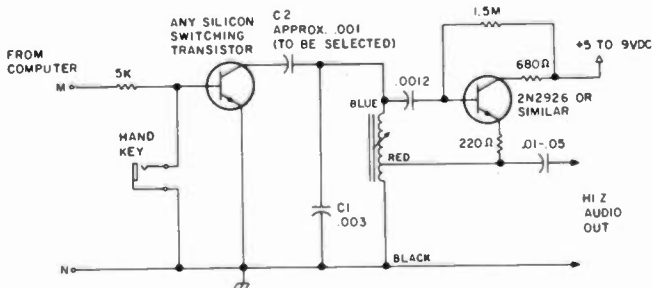 FROM
COMPUTER
M
5K
HAND
KEY
N
ANY SILICON
SWITCHING
TRANSISTOR
C2
APPROX. .001
(TO BE SELECTED)
C1
.003
BLUE
RED
BLACK
.0012
1.5M
680Ω
+5 TO 9VDC
2N2926 OR
SIMILAR
220Ω
.01-.05
HI Z
AUDIO
OUT